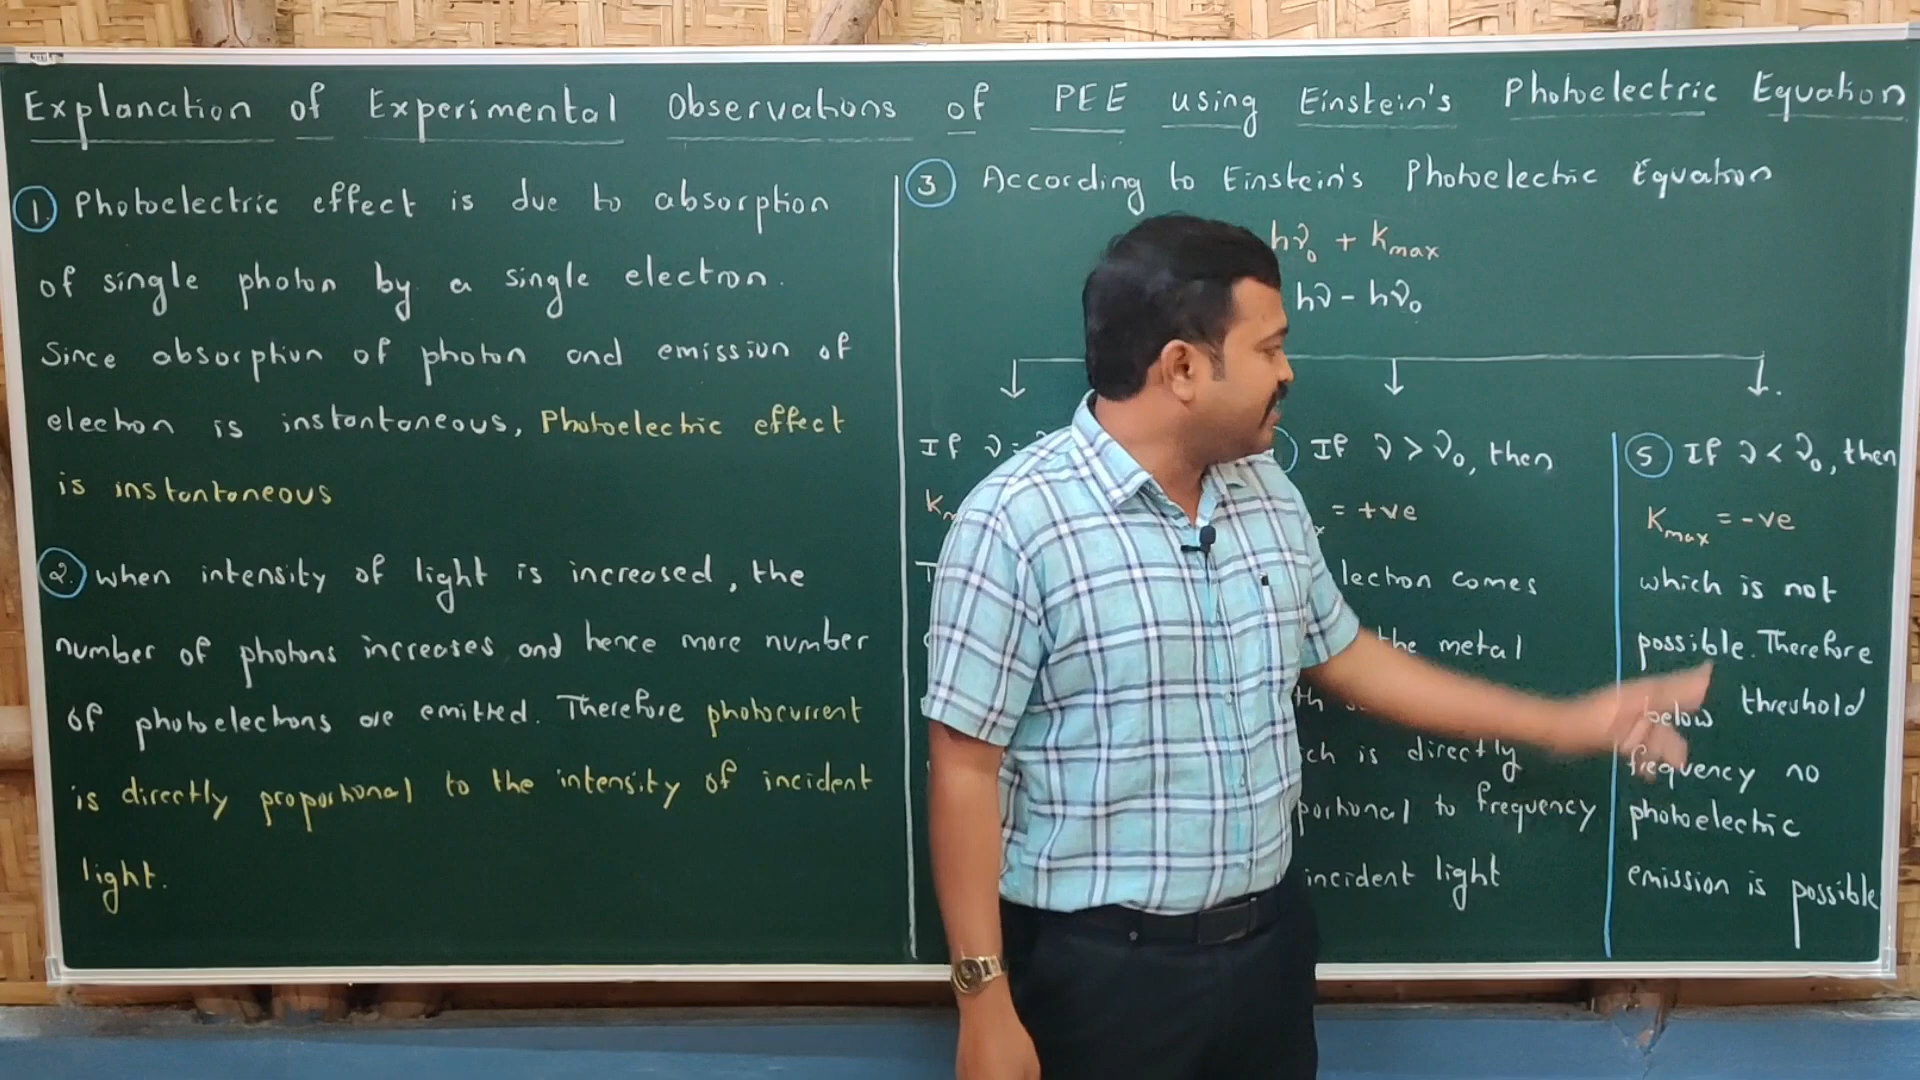 Explanation of Experimental Observations of PEE using Einstein's Photoelectric Equation
1. Photoelectric effect is due to absorption
of single photon by a single electron.
Since absorption of photon and emission of
electron is instantaneous, Photoelectric effect
is instantaneous
2. when intensity of light is increased, the
number of photons increases and hence more number
of photoelectrons are emitted. Therefore photocurrent
is directly proportional to the intensity of incident
light.
3 According to Einstein's Photoelectric Equation
hν₀ + Kmax
hν - hν₀
If ν
If ν > ν₀, then
= +ve
comes
metal
is directly
to frequency
incident light
5 If ν < ν₀, then
Kmax = -ve
which is not
possible. Therefore
below threshold
frequency no
photoelectric
emission is possible